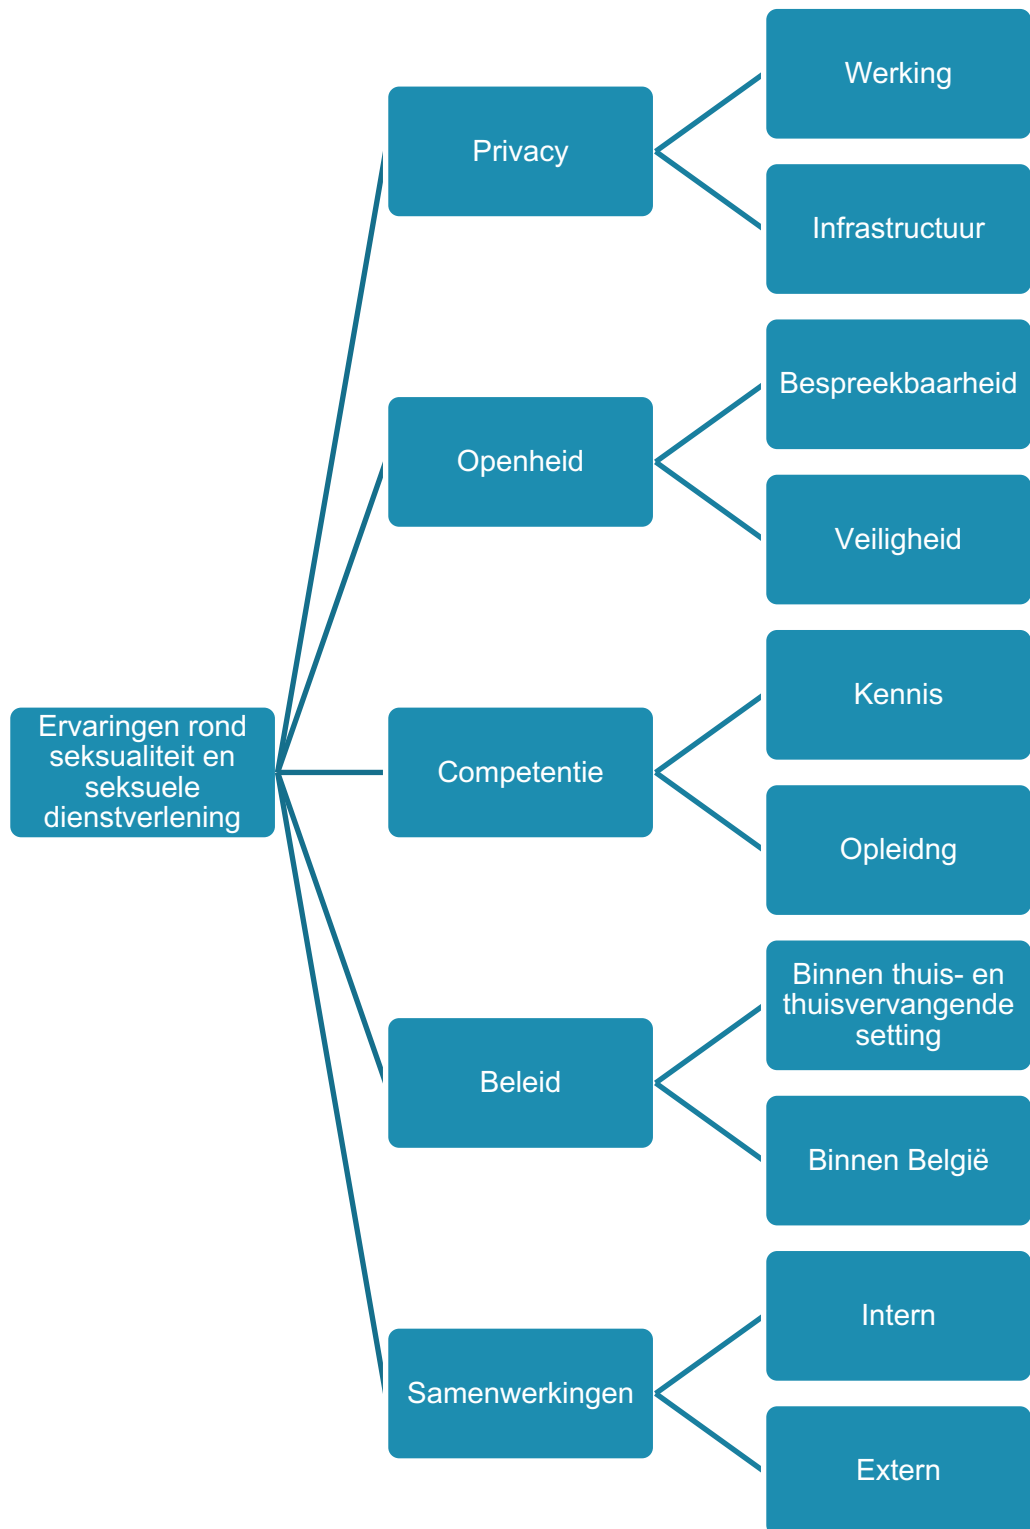 Ervaringen rond
seksualiteit en
seksuele
dienstverlening
Privacy
Werking
Infrastructuur
Openheid
Bespreekbaarheid
Veiligheid
Competentie
Kennis
Opleidng
Beleid
Binnen thuis- en
thuisvervangende
setting
Binnen België
Samenwerkingen
Intern
Extern